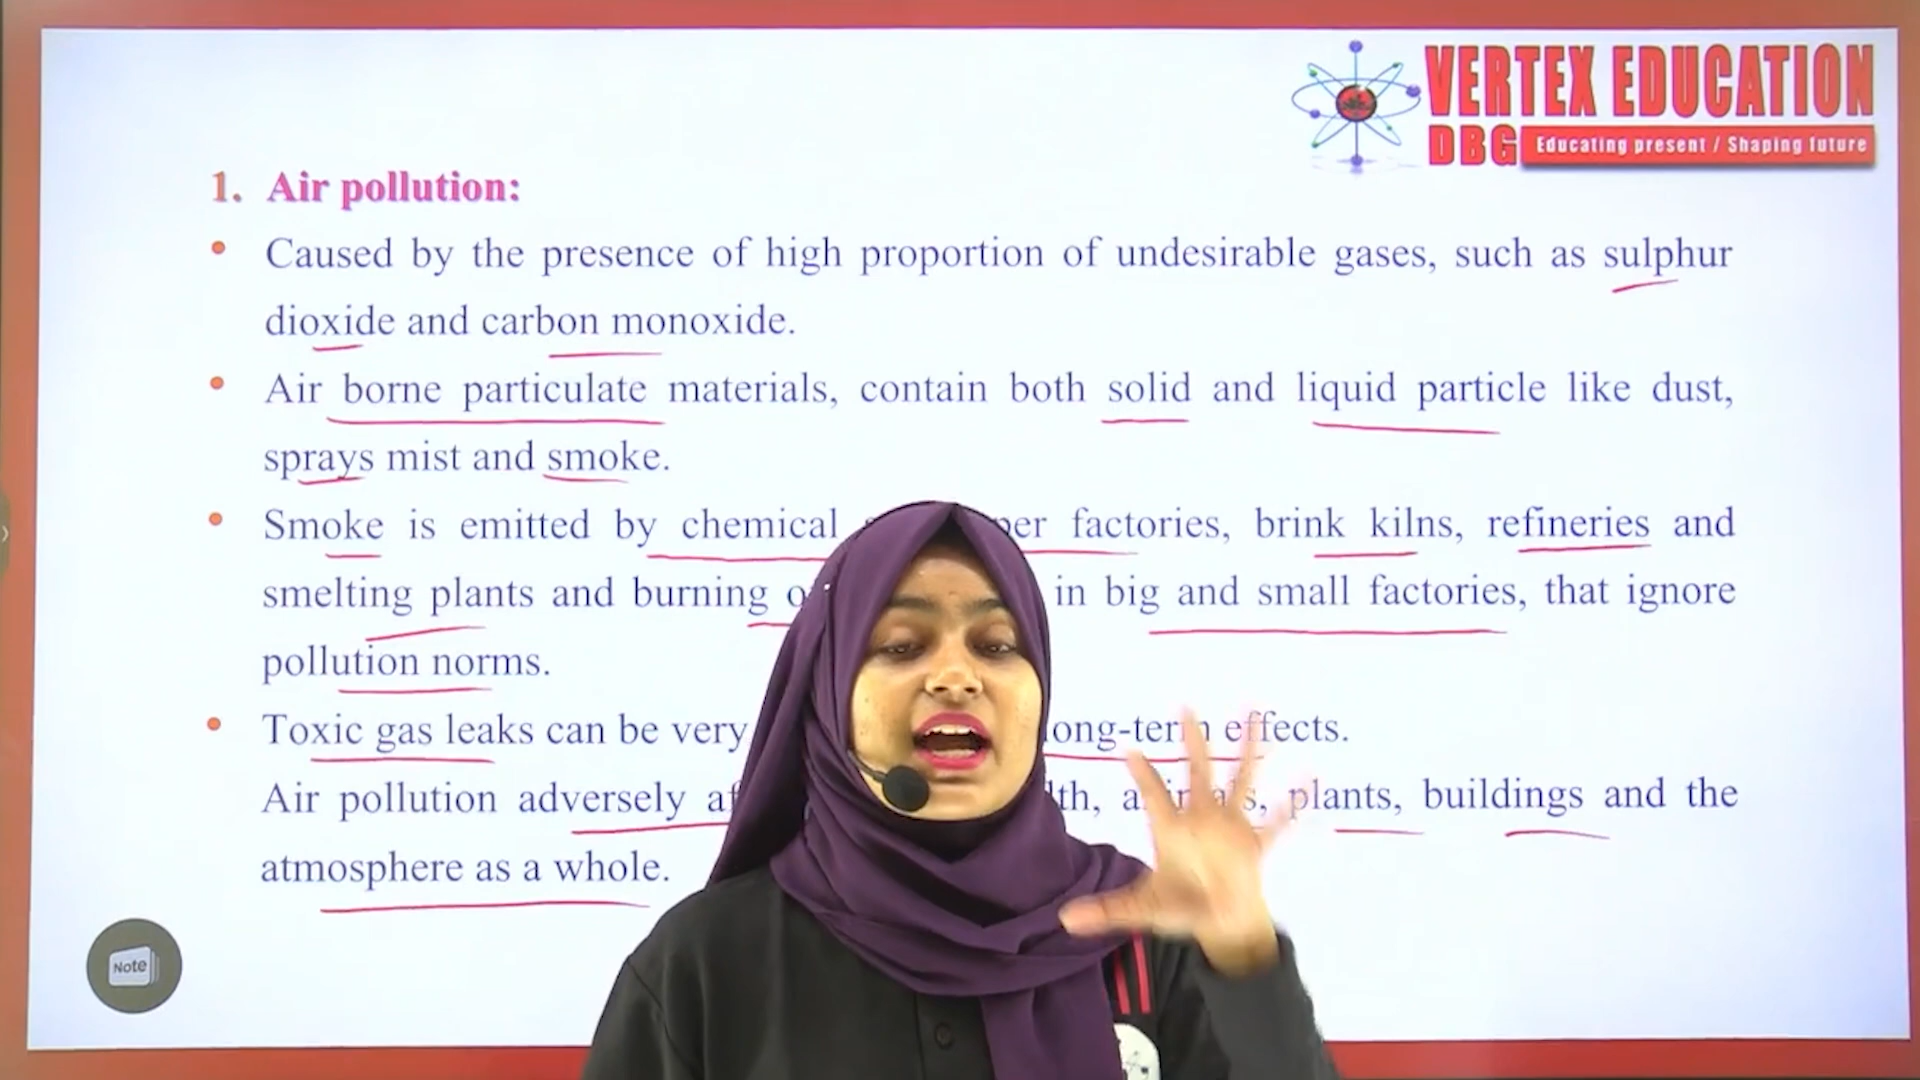 VERTEX EDUCATION
DBG Educating present / Shaping future
1. Air pollution:
• Caused by the presence of high proportion of undesirable gases, such as sulphur
dioxide and carbon monoxide.
• Air borne particulate materials, contain both solid and liquid particle like dust,
sprays mist and smoke.
• Smoke is emitted by chemical factories, brink kilns, refineries and
smelting plants and burning in big and small factories, that ignore
pollution norms.
• Toxic gas leaks can be very long-term effects.
Air pollution adversely plants, buildings and the
atmosphere as a whole.
Note